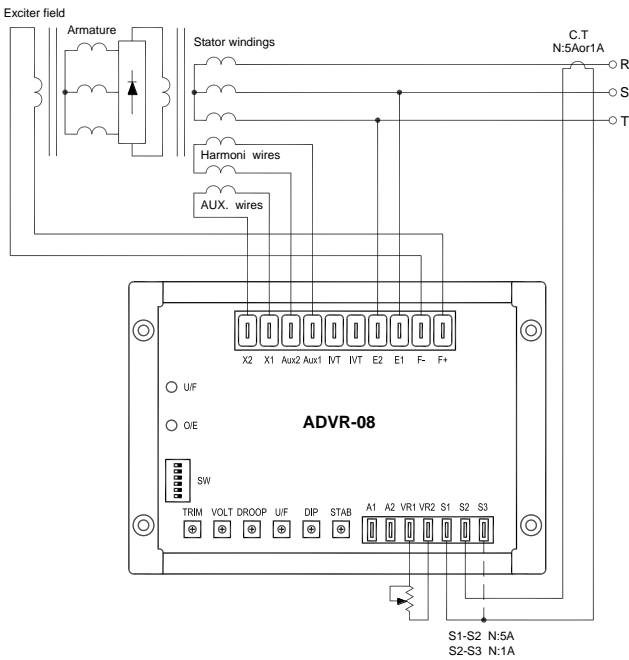 Exciter field
Armature
Stator windings
C.T
N:5Aor1A
R
S
T
Harmoni wires
AUX. wires
X2 X1 Aux2 Aux1 IVT IVT E2 E1 F- F+
U/F
O/E
ADVR-08
SW
TRIM VOLT DROOP U/F DIP STAB
A1 A2 VR1 VR2 S1 S2 S3
S1-S2 N:5A
S2-S3 N:1A